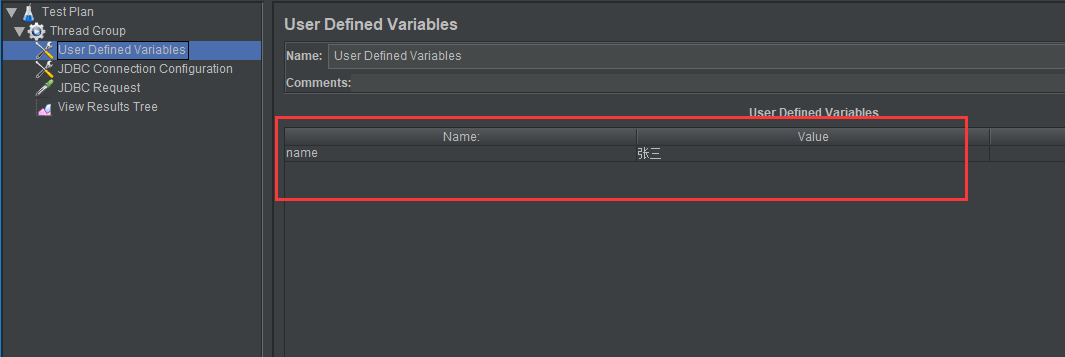 Test Plan
Thread Group
User Defined Variables
JDBC Connection Configuration
JDBC Request
View Results Tree
User Defined Variables
Name: User Defined Variables
Comments:
User Defined Variables
Name: Value
name 张三